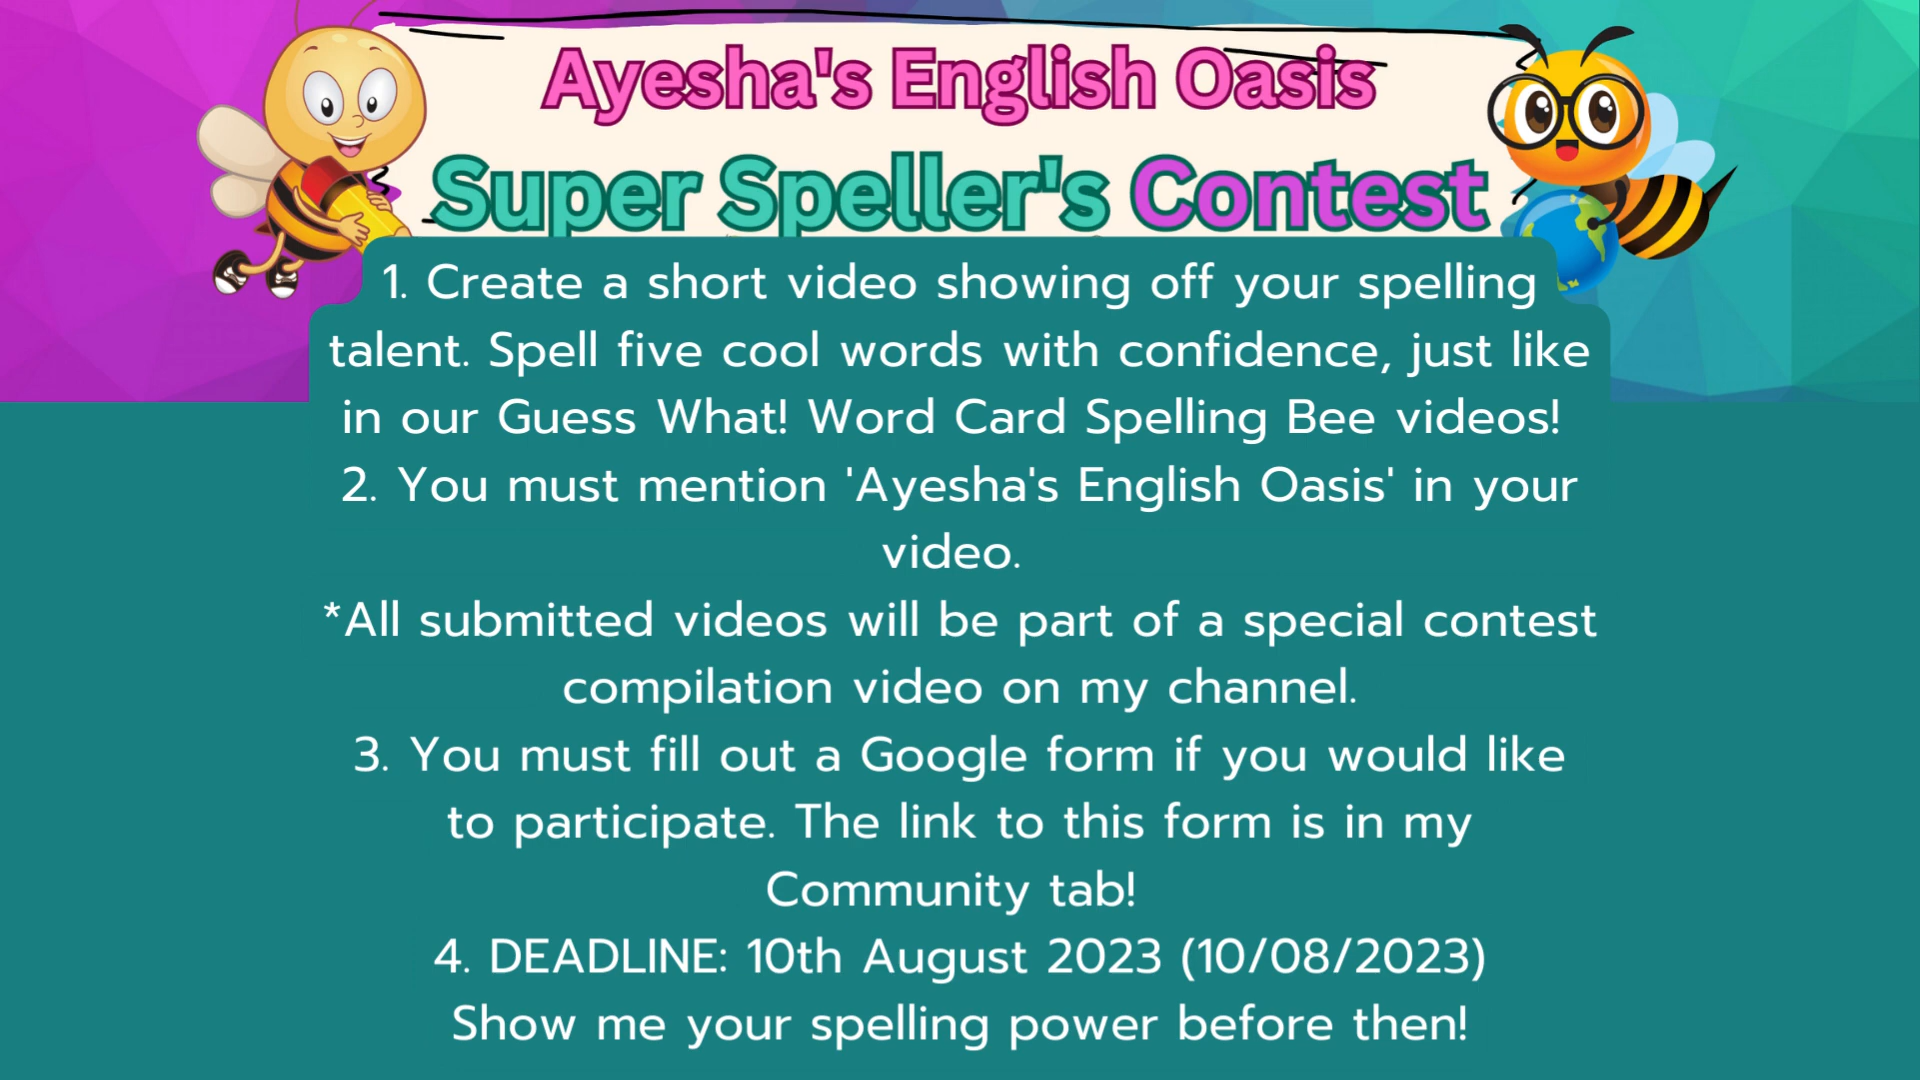 Ayesha's English Oasis
Super Speller's Contest
1. Create a short video showing off your spelling
talent. Spell five cool words with confidence, just like
in our Guess What! Word Card Spelling Bee videos!
2. You must mention 'Ayesha's English Oasis' in your
video.
*All submitted videos will be part of a special contest
compilation video on my channel.
3. You must fill out a Google form if you would like
to participate. The link to this form is in my
Community tab!
4. DEADLINE: 10th August 2023 (10/08/2023)
Show me your spelling power before then!